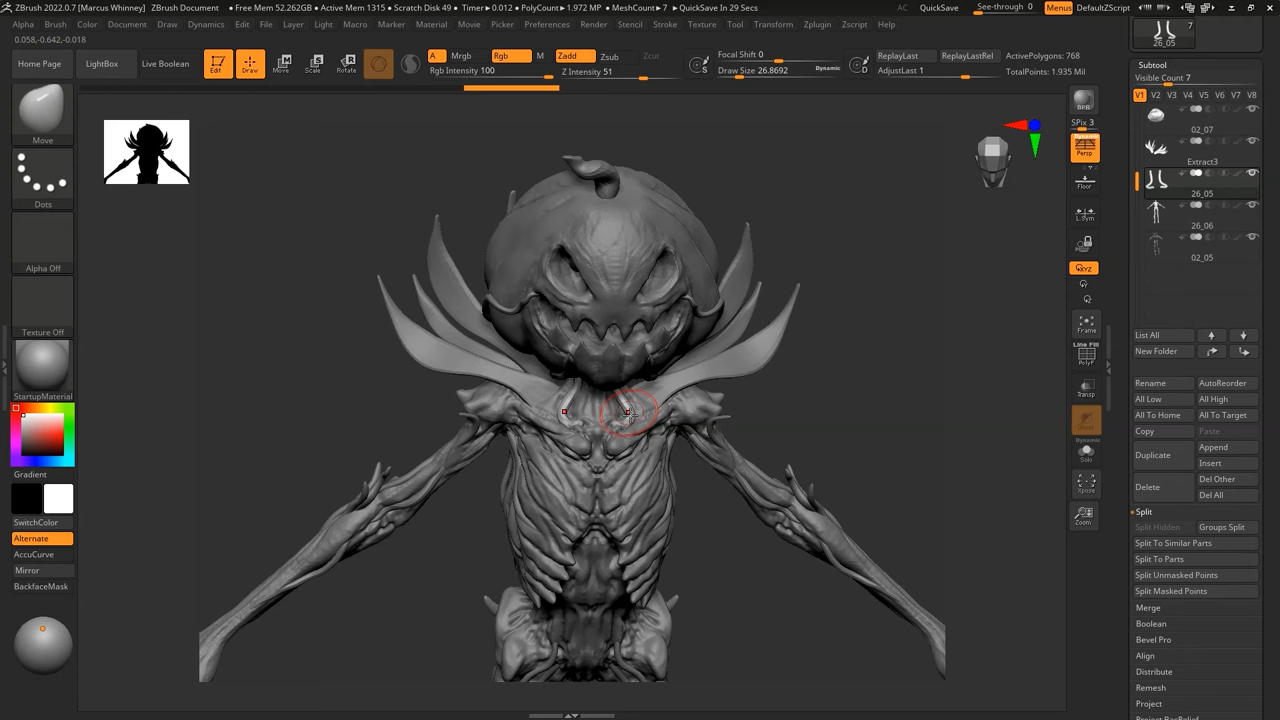 ZBrush 2022.0.7 [Marcus Whinney]   ZBrush Document   • Free Mem 52.262GB • Active Mem 1315 • Scratch Disk 49 • Timer▸0.012 • PolyCount▸1.972 MP • MeshCount▸7 • QuickSave In 29 Secs   AC   QuickSave   See-through 0   Menus   DefaultZScript
Alpha Brush Color Document Draw Dynamics Edit File Layer Light Macro Marker Material Movie Picker Preferences Render Stencil Stroke Texture Tool Transform Zplugin Zscript Help
0.058,-0.642,-0.018
Home Page LightBox Live Boolean Edit Draw Move Scale Rotate
A Mrgb Rgb M Zadd Zsub Zcut
Rgb Intensity 100 Z Intensity 51
S Focal Shift 0
Draw Size 26.8692 Dynamic
D ReplayLast ReplayLastRel
AdjustLast 1
ActivePolygons: 768
TotalPoints: 1.935 Mil
Move
Dots
Alpha Off
Texture Off
StartupMaterial
Gradient
SwitchColor
Alternate
AccuCurve
Mirror
BackfaceMask
BPR
SPix 3
Dynamic
Persp
Floor
L.Sym
XYZ
Frame
Line Fill
PolyF
Transp
Ghost
Dynamic
Solo
Xpose
Zoom
7
26_05
Subtool
Visible Count 7
V1 V2 V3 V4 V5 V6 V7 V8
02_07
Extract3
26_05
26_06
02_05
List All
New Folder
Rename AutoReorder
All Low All High
All To Home All To Target
Copy Paste
Duplicate Append
Insert
Delete Del Other
Del All
Split
Split Hidden Groups Split
Split To Similar Parts
Split To Parts
Split Unmasked Points
Split Masked Points
Merge
Boolean
Bevel Pro
Align
Distribute
Remesh
Project
Project BasRelief